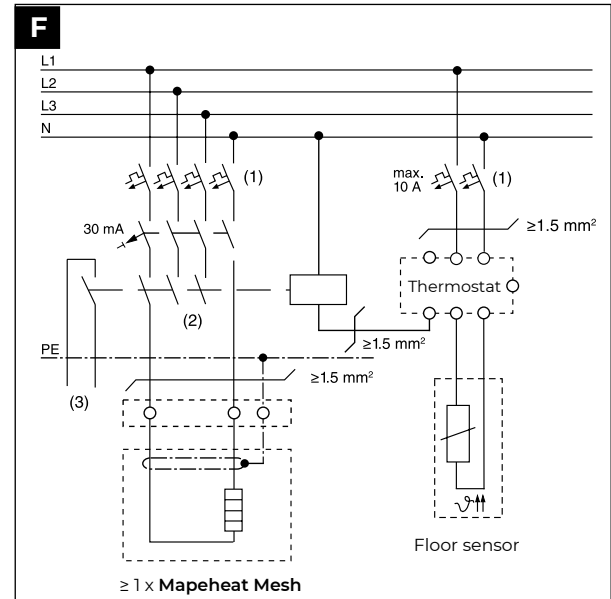 F
L1
L2
L3
N
(1)
max.
10 A
(1)
30 mA
≥1.5 mm²
Thermostat
(2)
≥1.5 mm²
PE
≥1.5 mm²
(3)
ϑ
Floor sensor
≥ 1 x Mapeheat Mesh